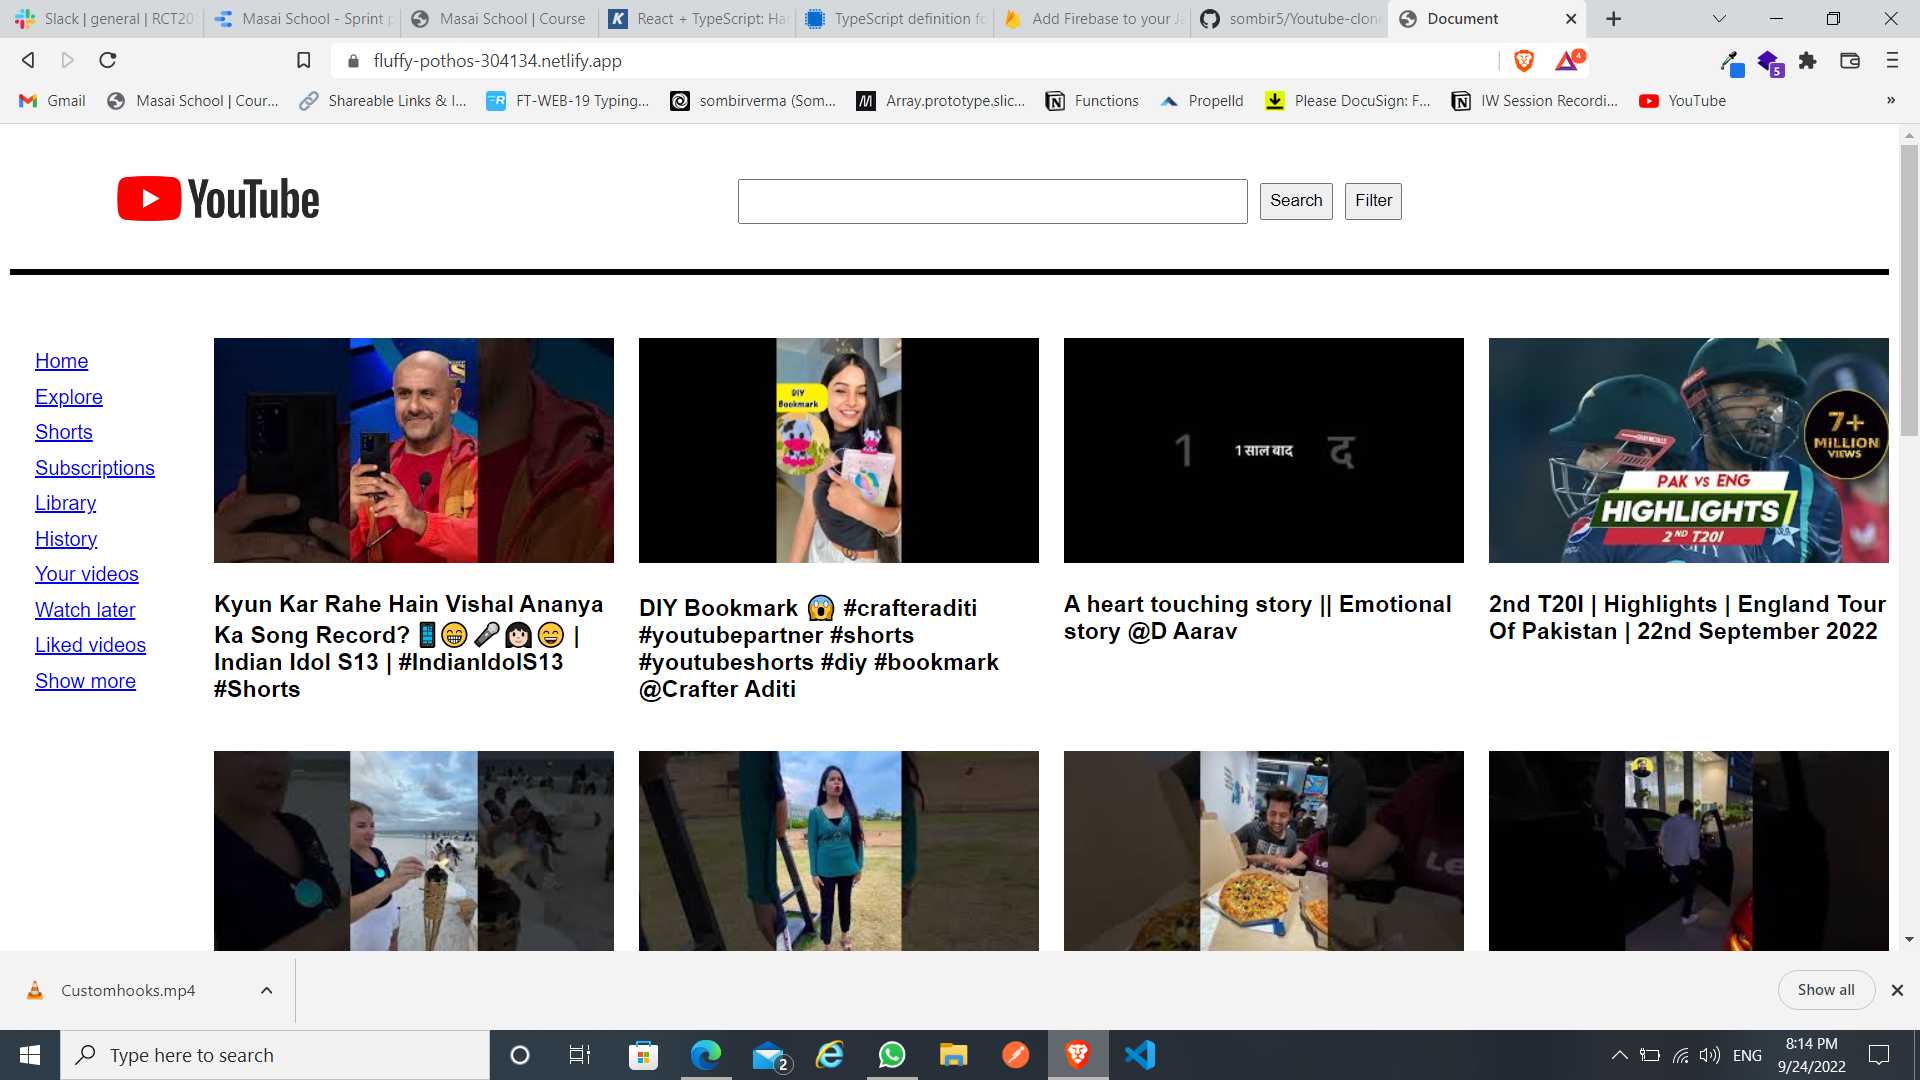 Slack | general | RCT20
Masai School - Sprint p
Masai School | Course
React + TypeScript: Ha
TypeScript definition fo
Add Firebase to your Ja
sombir5/Youtube-clone
Document
fluffy-pothos-304134.netlify.app
4
5
Gmail
Masai School | Cour...
Shareable Links & I...
FT-WEB-19 Typing...
sombirverma (Som...
Array.prototype.slic...
Functions
Propelld
Please DocuSign: F...
IW Session Recordi...
YouTube
»
YouTube
Search
Filter
Home
Explore
Shorts
Subscriptions
Library
History
Your videos
Watch later
Liked videos
Show more
DIY
Bookmark
1
1 साल बाद
द
7+
MILLION
VIEWS
PAK VS ENG
HIGHLIGHTS
2ND T20I
Kyun Kar Rahe Hain Vishal Ananya
Ka Song Record? 📱😁🎤👩🏻😄 |
Indian Idol S13 | #IndianIdolS13
#Shorts
DIY Bookmark 😱 #crafteraditi
#youtubepartner #shorts
#youtubeshorts #diy #bookmark
@Crafter Aditi
A heart touching story || Emotional
story @D Aarav
2nd T20I | Highlights | England Tour
Of Pakistan | 22nd September 2022
Customhooks.mp4
Show all
Type here to search
2
ENG
8:14 PM
9/24/2022